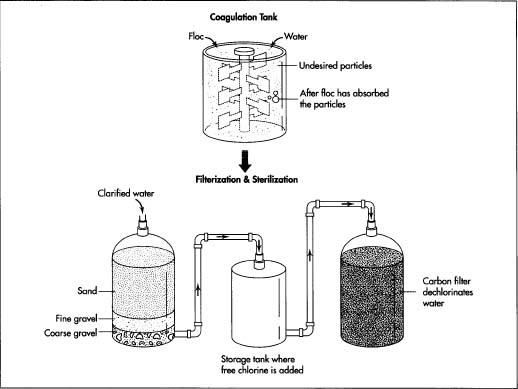 Coagulation Tank
Floc
Water
Undesired particles
After floc has absorbed
the particles
Filterization & Sterilization
Clarified water
Sand
Fine gravel
Coarse gravel
Storage tank where
free chlorine is added
Carbon filter
dechlorinates
water